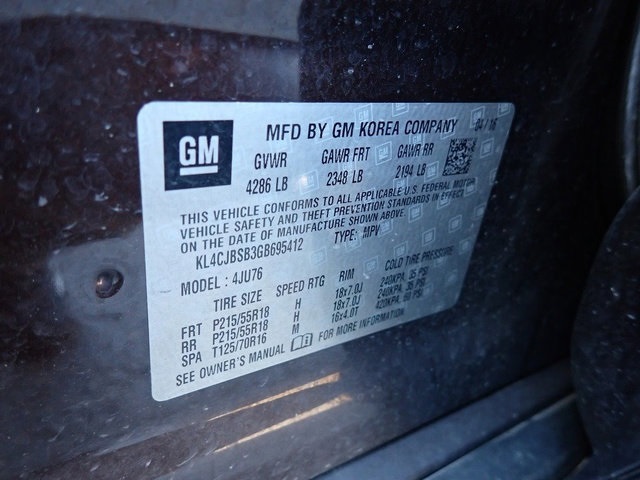 GM
MFD BY GM KOREA COMPANY 04/16
GVWR GAWR FRT GAWR RR
4286 LB 2348 LB 2194 LB
THIS VEHICLE CONFORMS TO ALL APPLICABLE U.S. FEDERAL MOTOR
VEHICLE SAFETY AND THEFT PREVENTION STANDARDS IN EFFECT
ON THE DATE OF MANUFACTURE SHOWN ABOVE.
KL4CJBSB3GB695412 TYPE: MPV
MODEL : 4JU76
TIRE SIZE SPEED RTG RIM COLD TIRE PRESSURE
FRT P215/55R18 H 18x7.0J 240KPA, 35 PSI
RR P215/55R18 H 18x7.0J 240KPA, 35 PSI
SPA T125/70R16 M 16x4.0T 420KPA, 60 PSI
SEE OWNER'S MANUAL FOR MORE INFORMATION